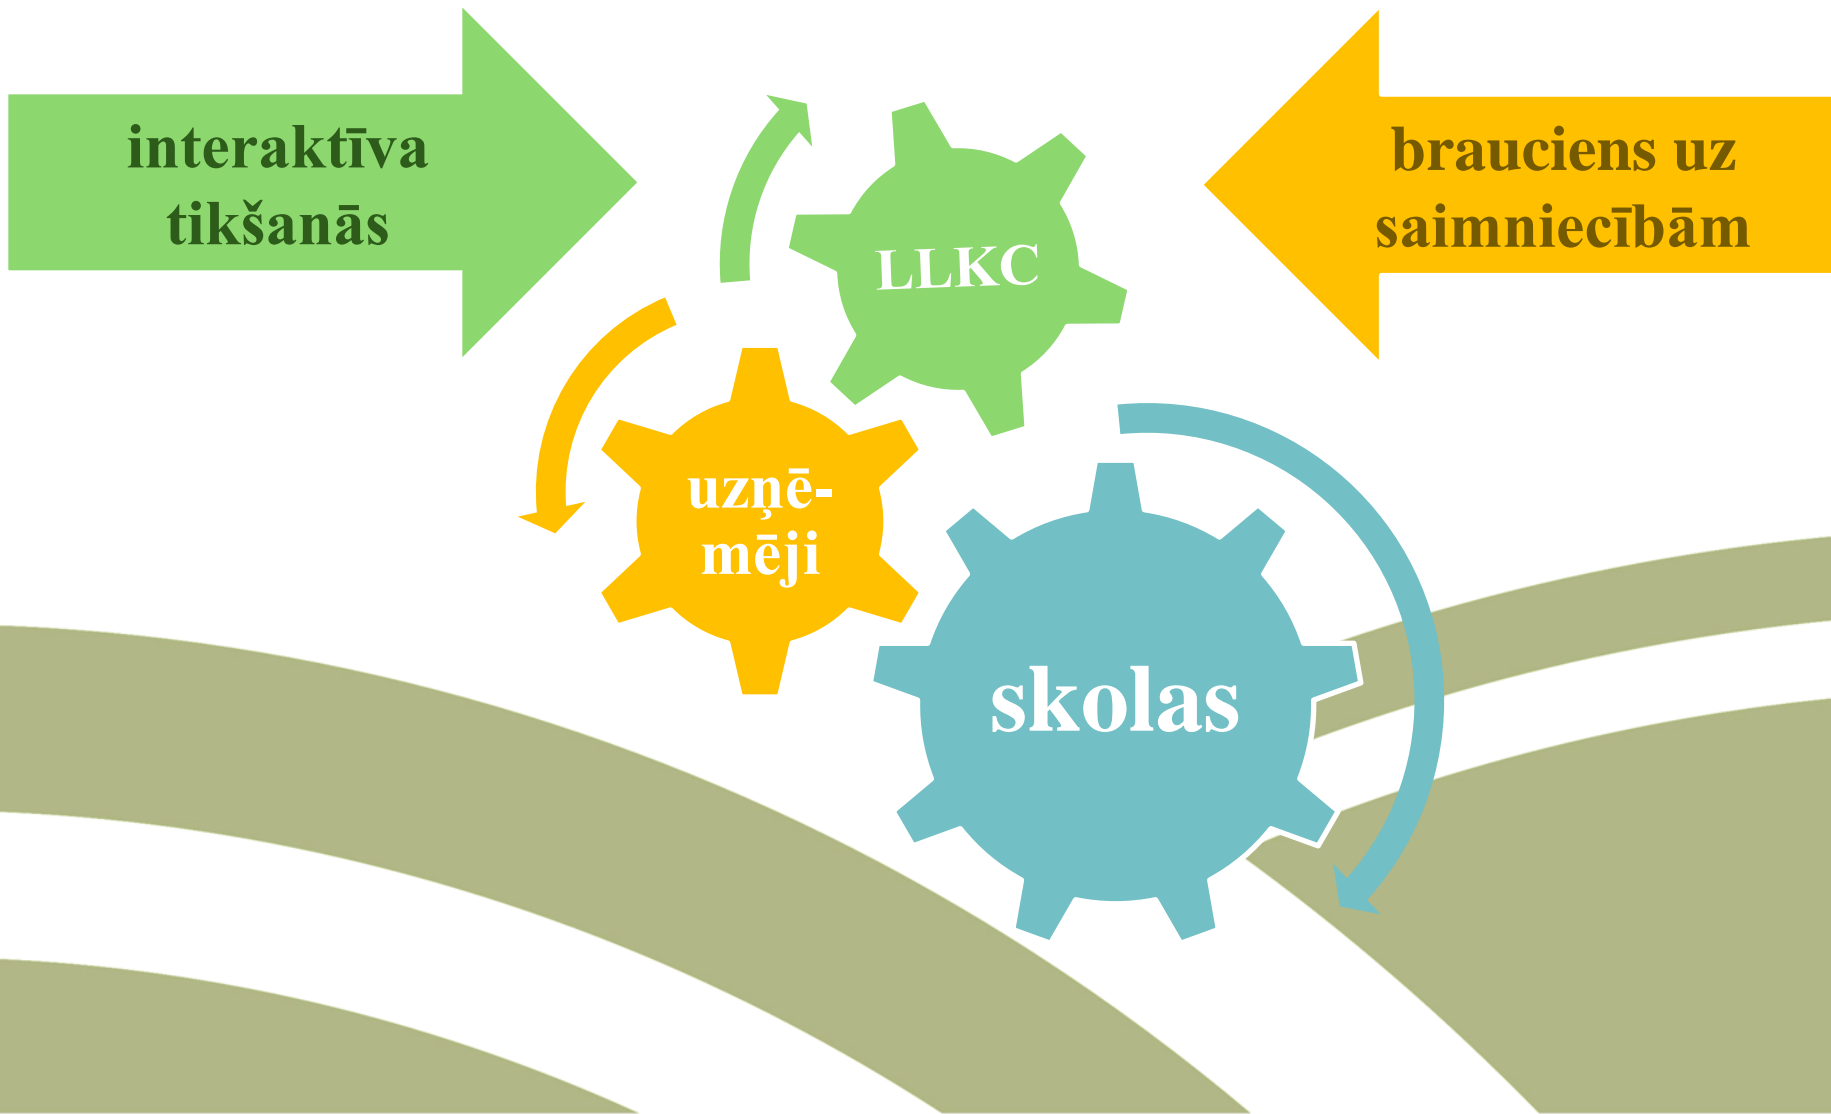 interaktīva
tikšanās
brauciens uz
saimniecībām
LLKC
uzņē-
mēji
skolas